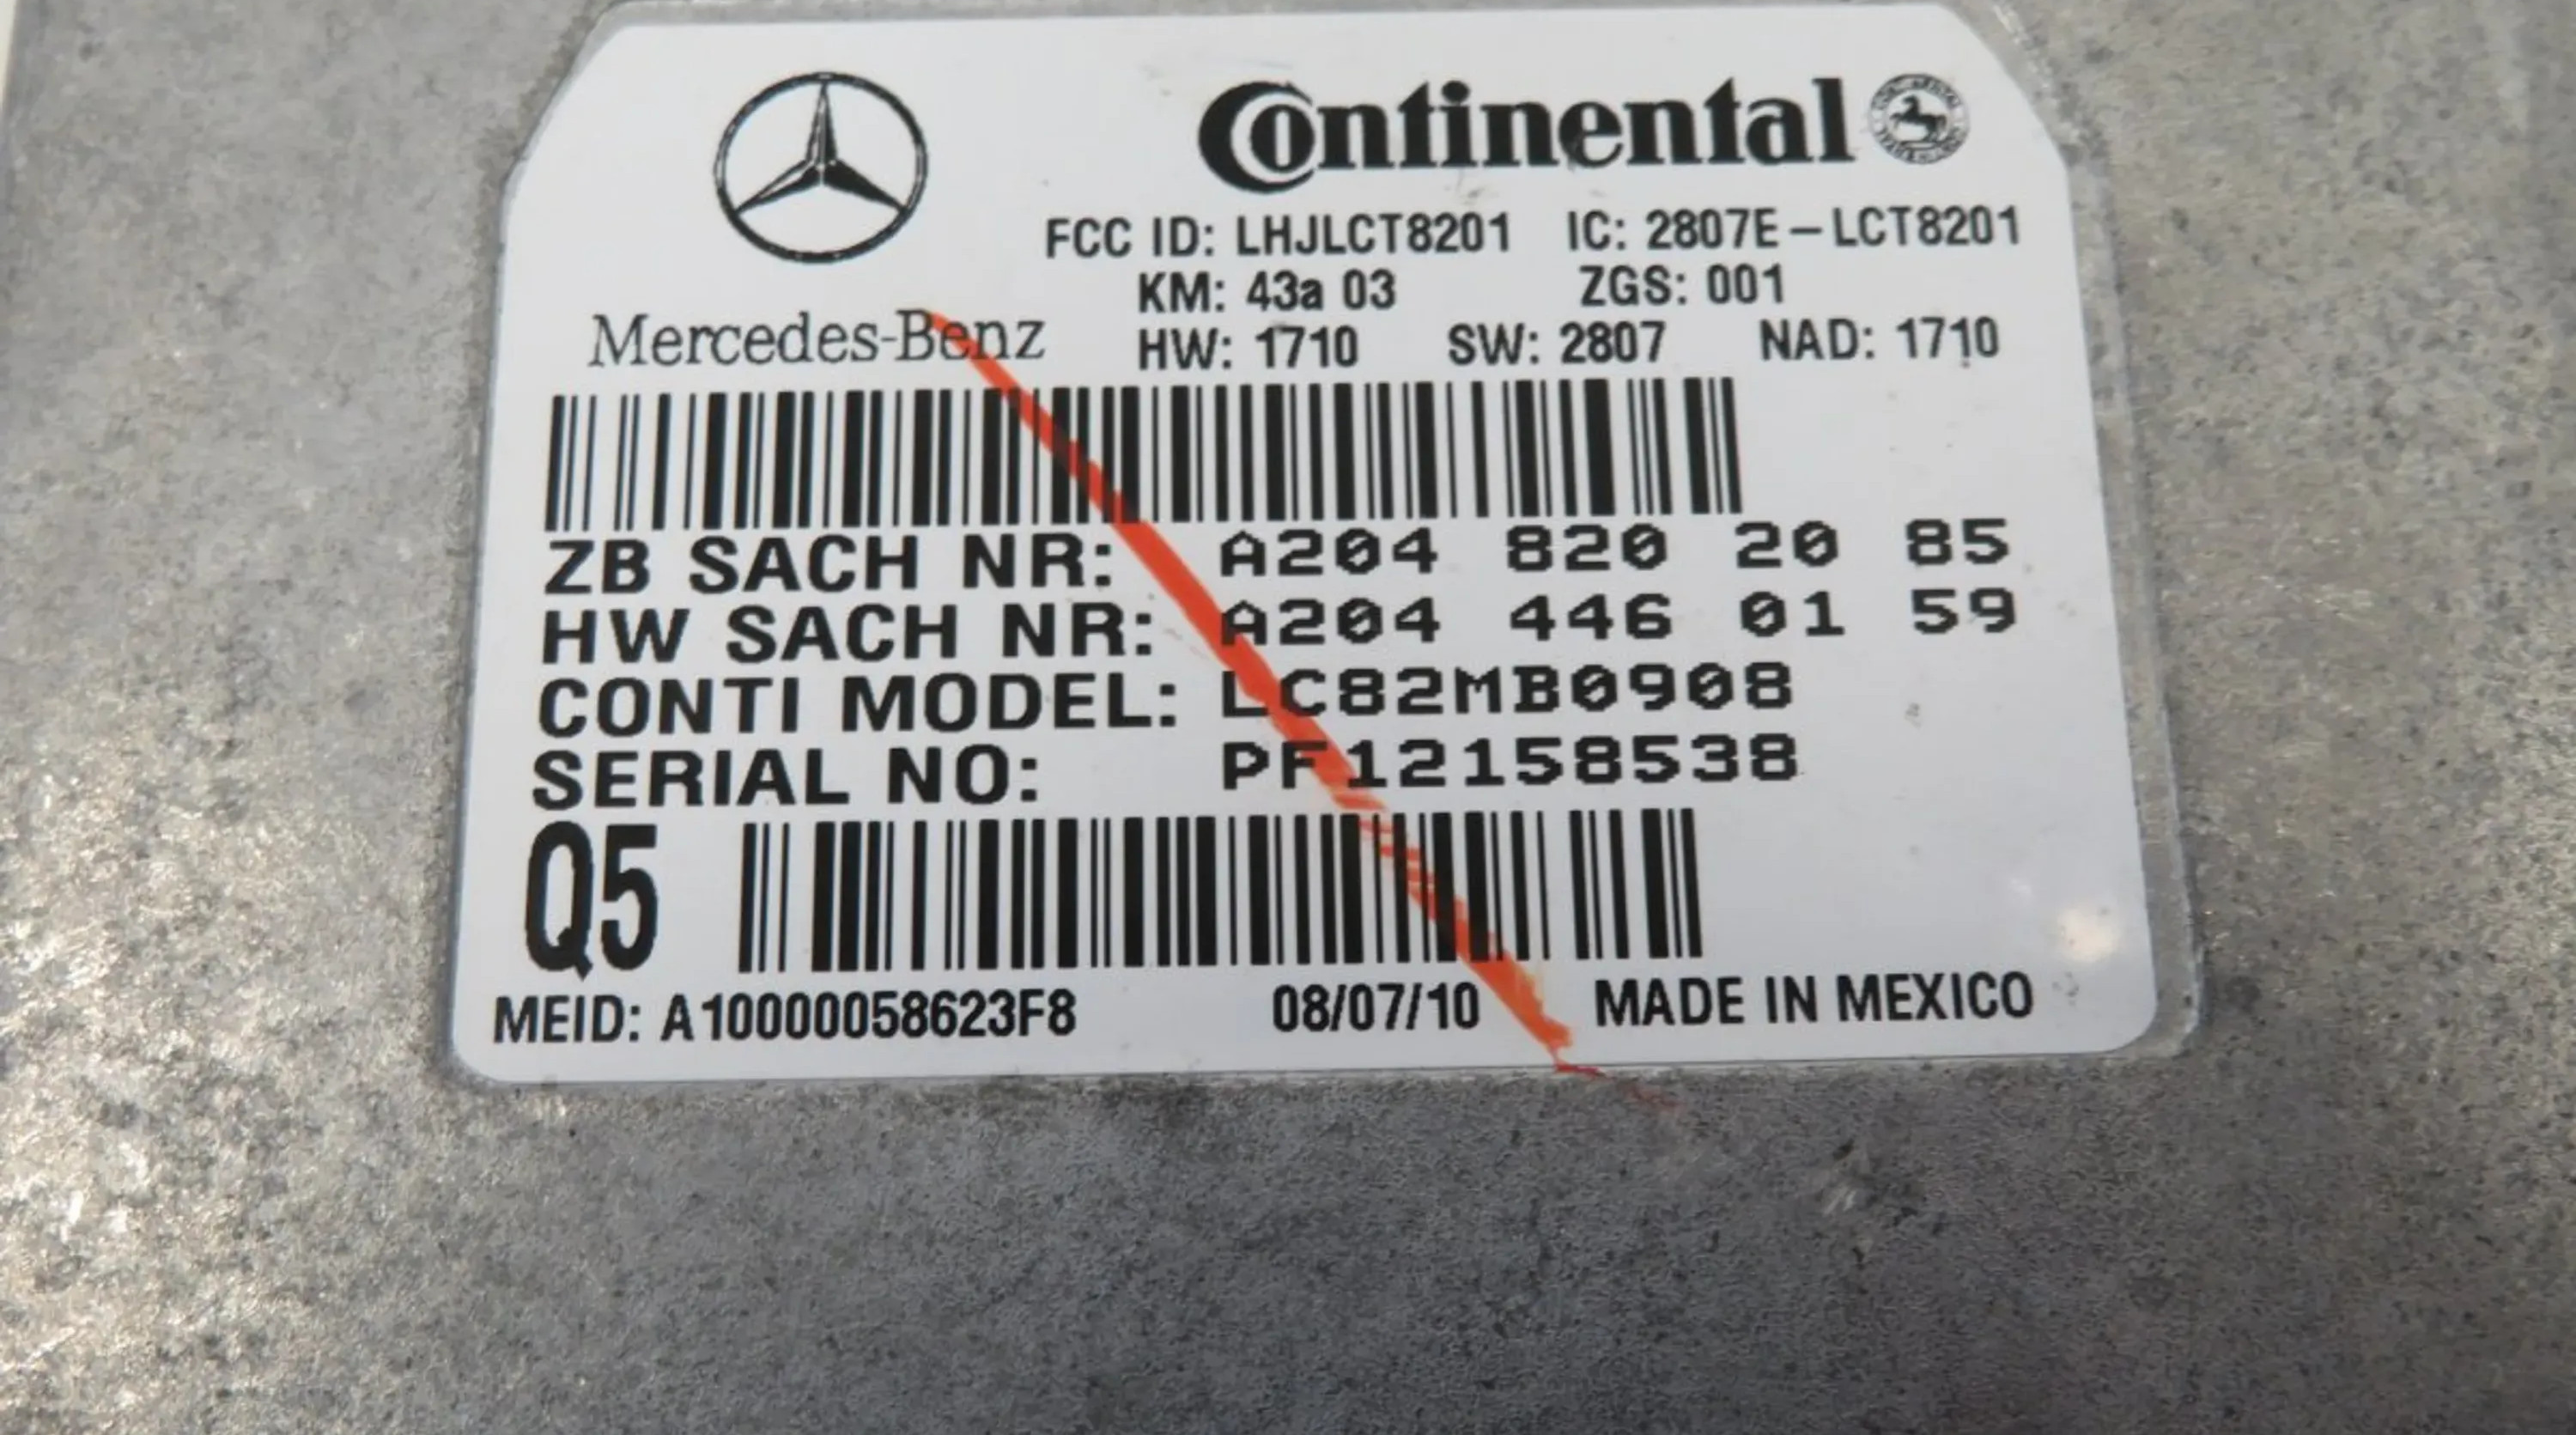 Continental
FCC ID: LHJLCT8201 IC: 2807E-LCT8201
KM: 43a 03 ZGS: 001
Mercedes-Benz HW: 1710 SW: 2807 NAD: 1710
ZB SACH NR: A204 820 20 85
HW SACH NR: A204 446 01 59
CONTI MODEL: LC82MB0908
SERIAL NO: PF12158538
Q5
MEID: A10000058623F8 08/07/10 MADE IN MEXICO